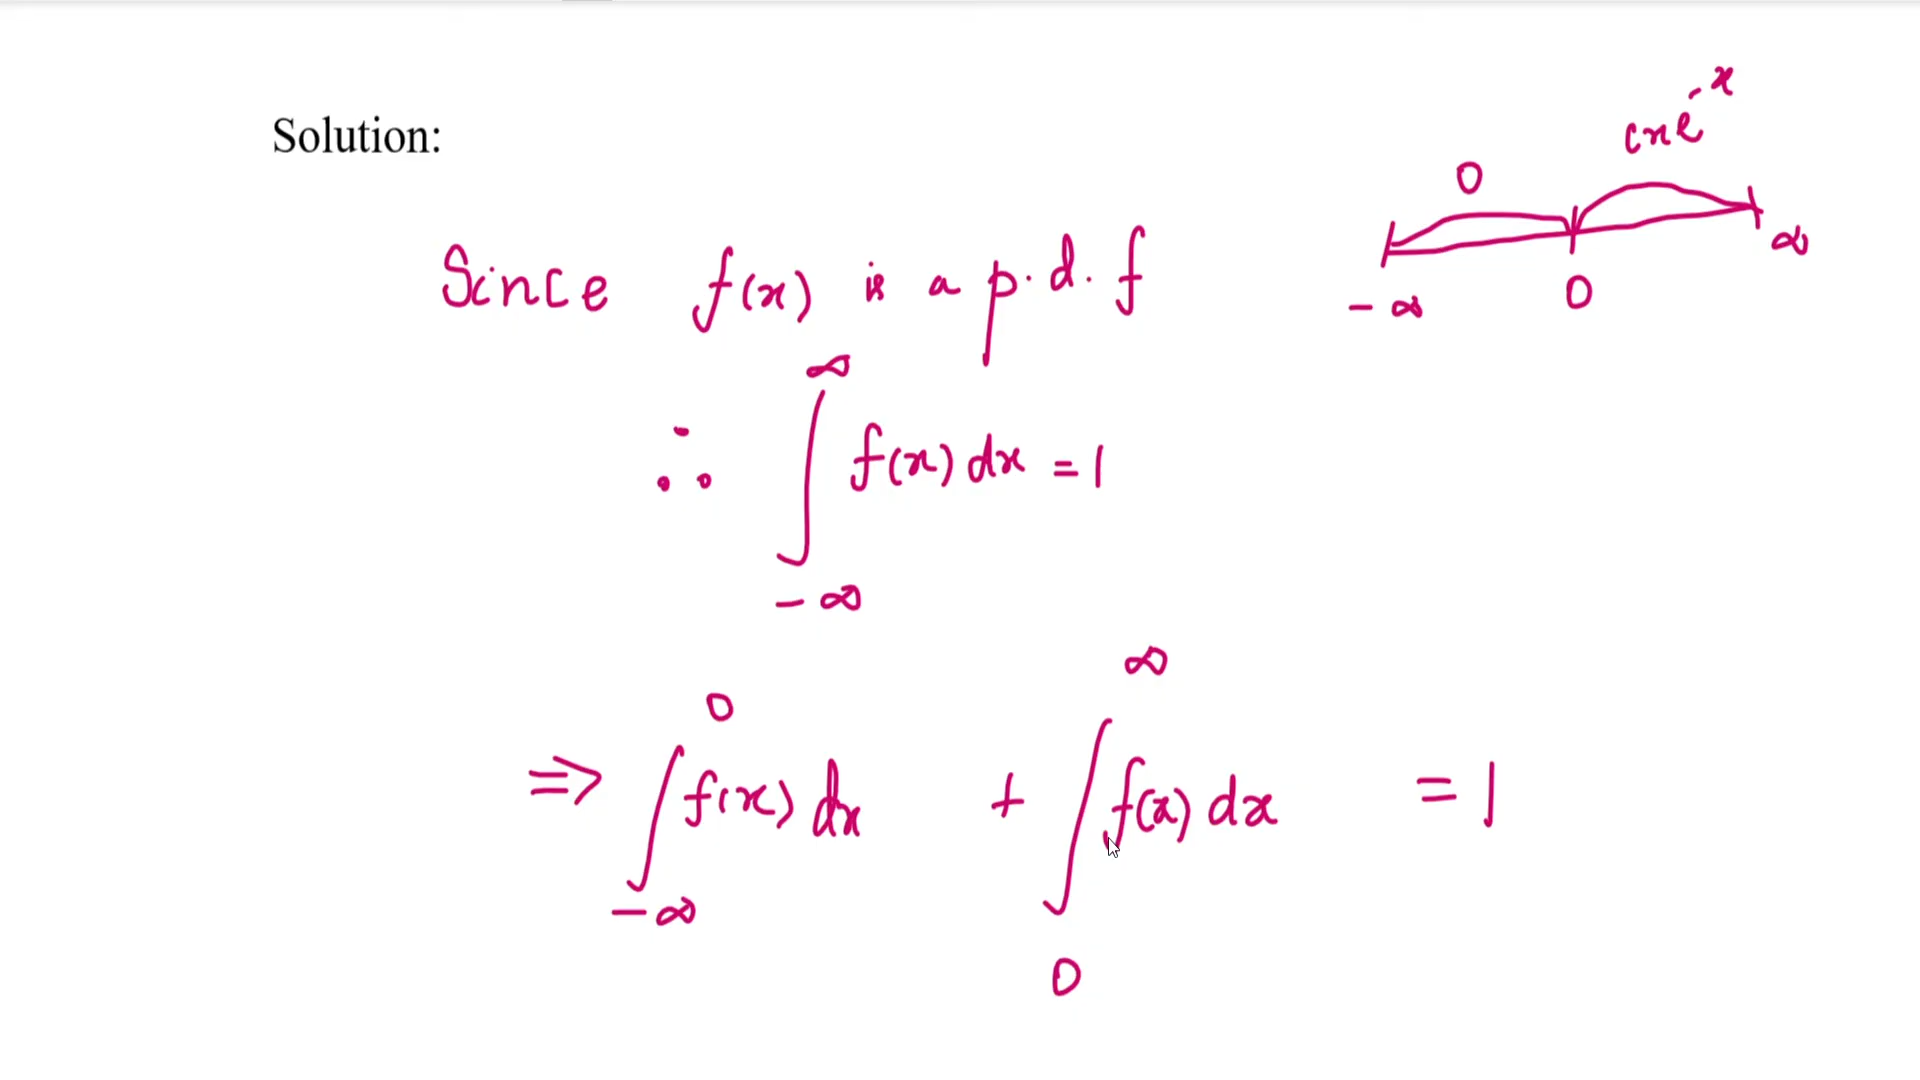 Solution:
cxe^-x
0
-∞ 0 ∞
Since f(x) is a p.d.f
∴ ∫_{-∞}^{∞} f(x) dx = 1
⇒ ∫_{-∞}^{0} f(x) dx + ∫_{0}^{∞} f(x) dx = 1